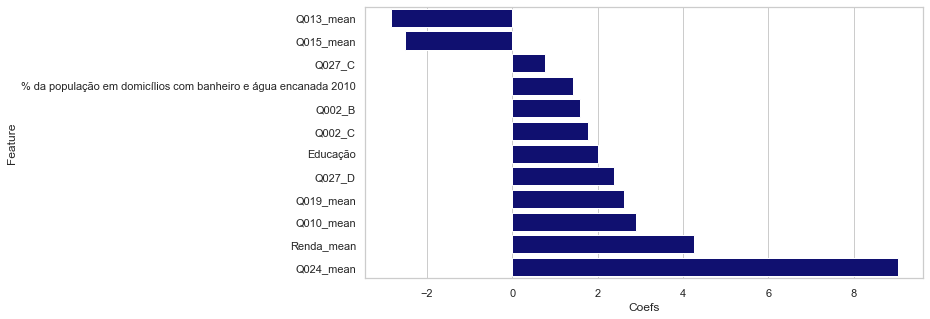 Q013_mean
Q015_mean
Q027_C
% da população em domicílios com banheiro e água encanada 2010
Q002_B
Q002_C
Educação
Q027_D
Q019_mean
Q010_mean
Renda_mean
Q024_mean
Feature
−2
0
2
4
6
8
Coefs